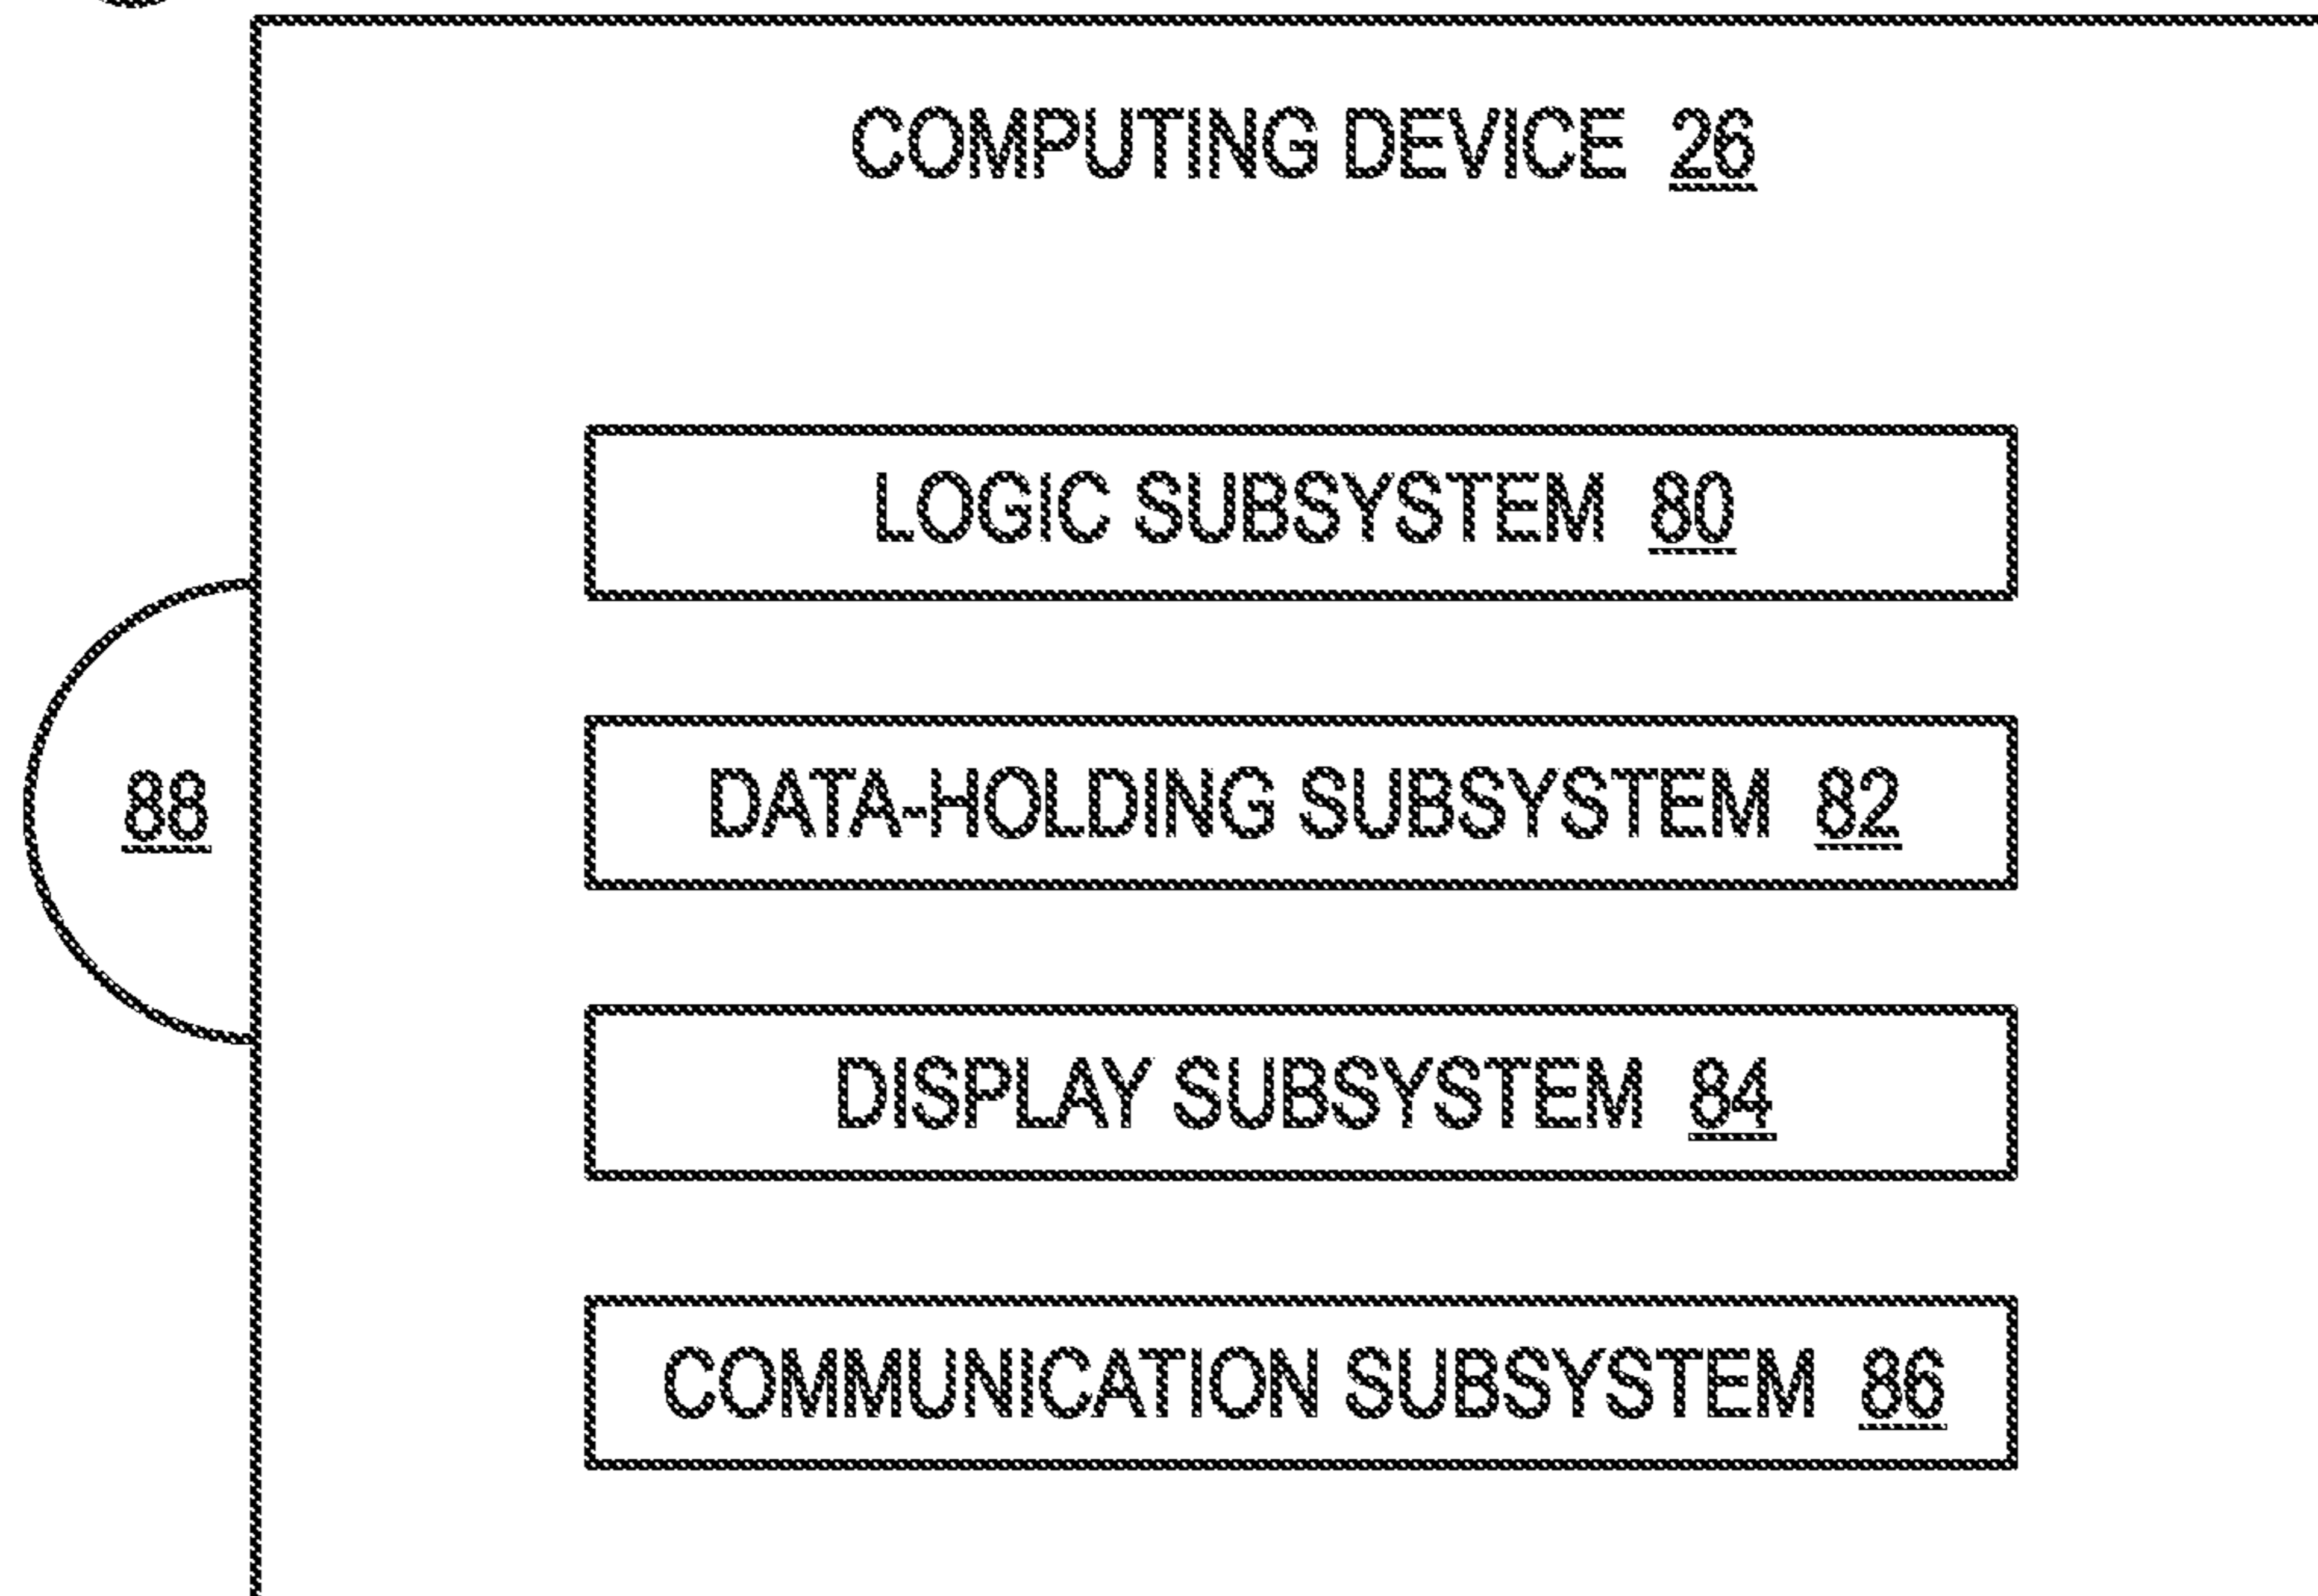 COMPUTING DEVICE 26
LOGIC SUBSYSTEM 80
88
DATA-HOLDING SUBSYSTEM 82
DISPLAY SUBSYSTEM 84
COMMUNICATION SUBSYSTEM 86